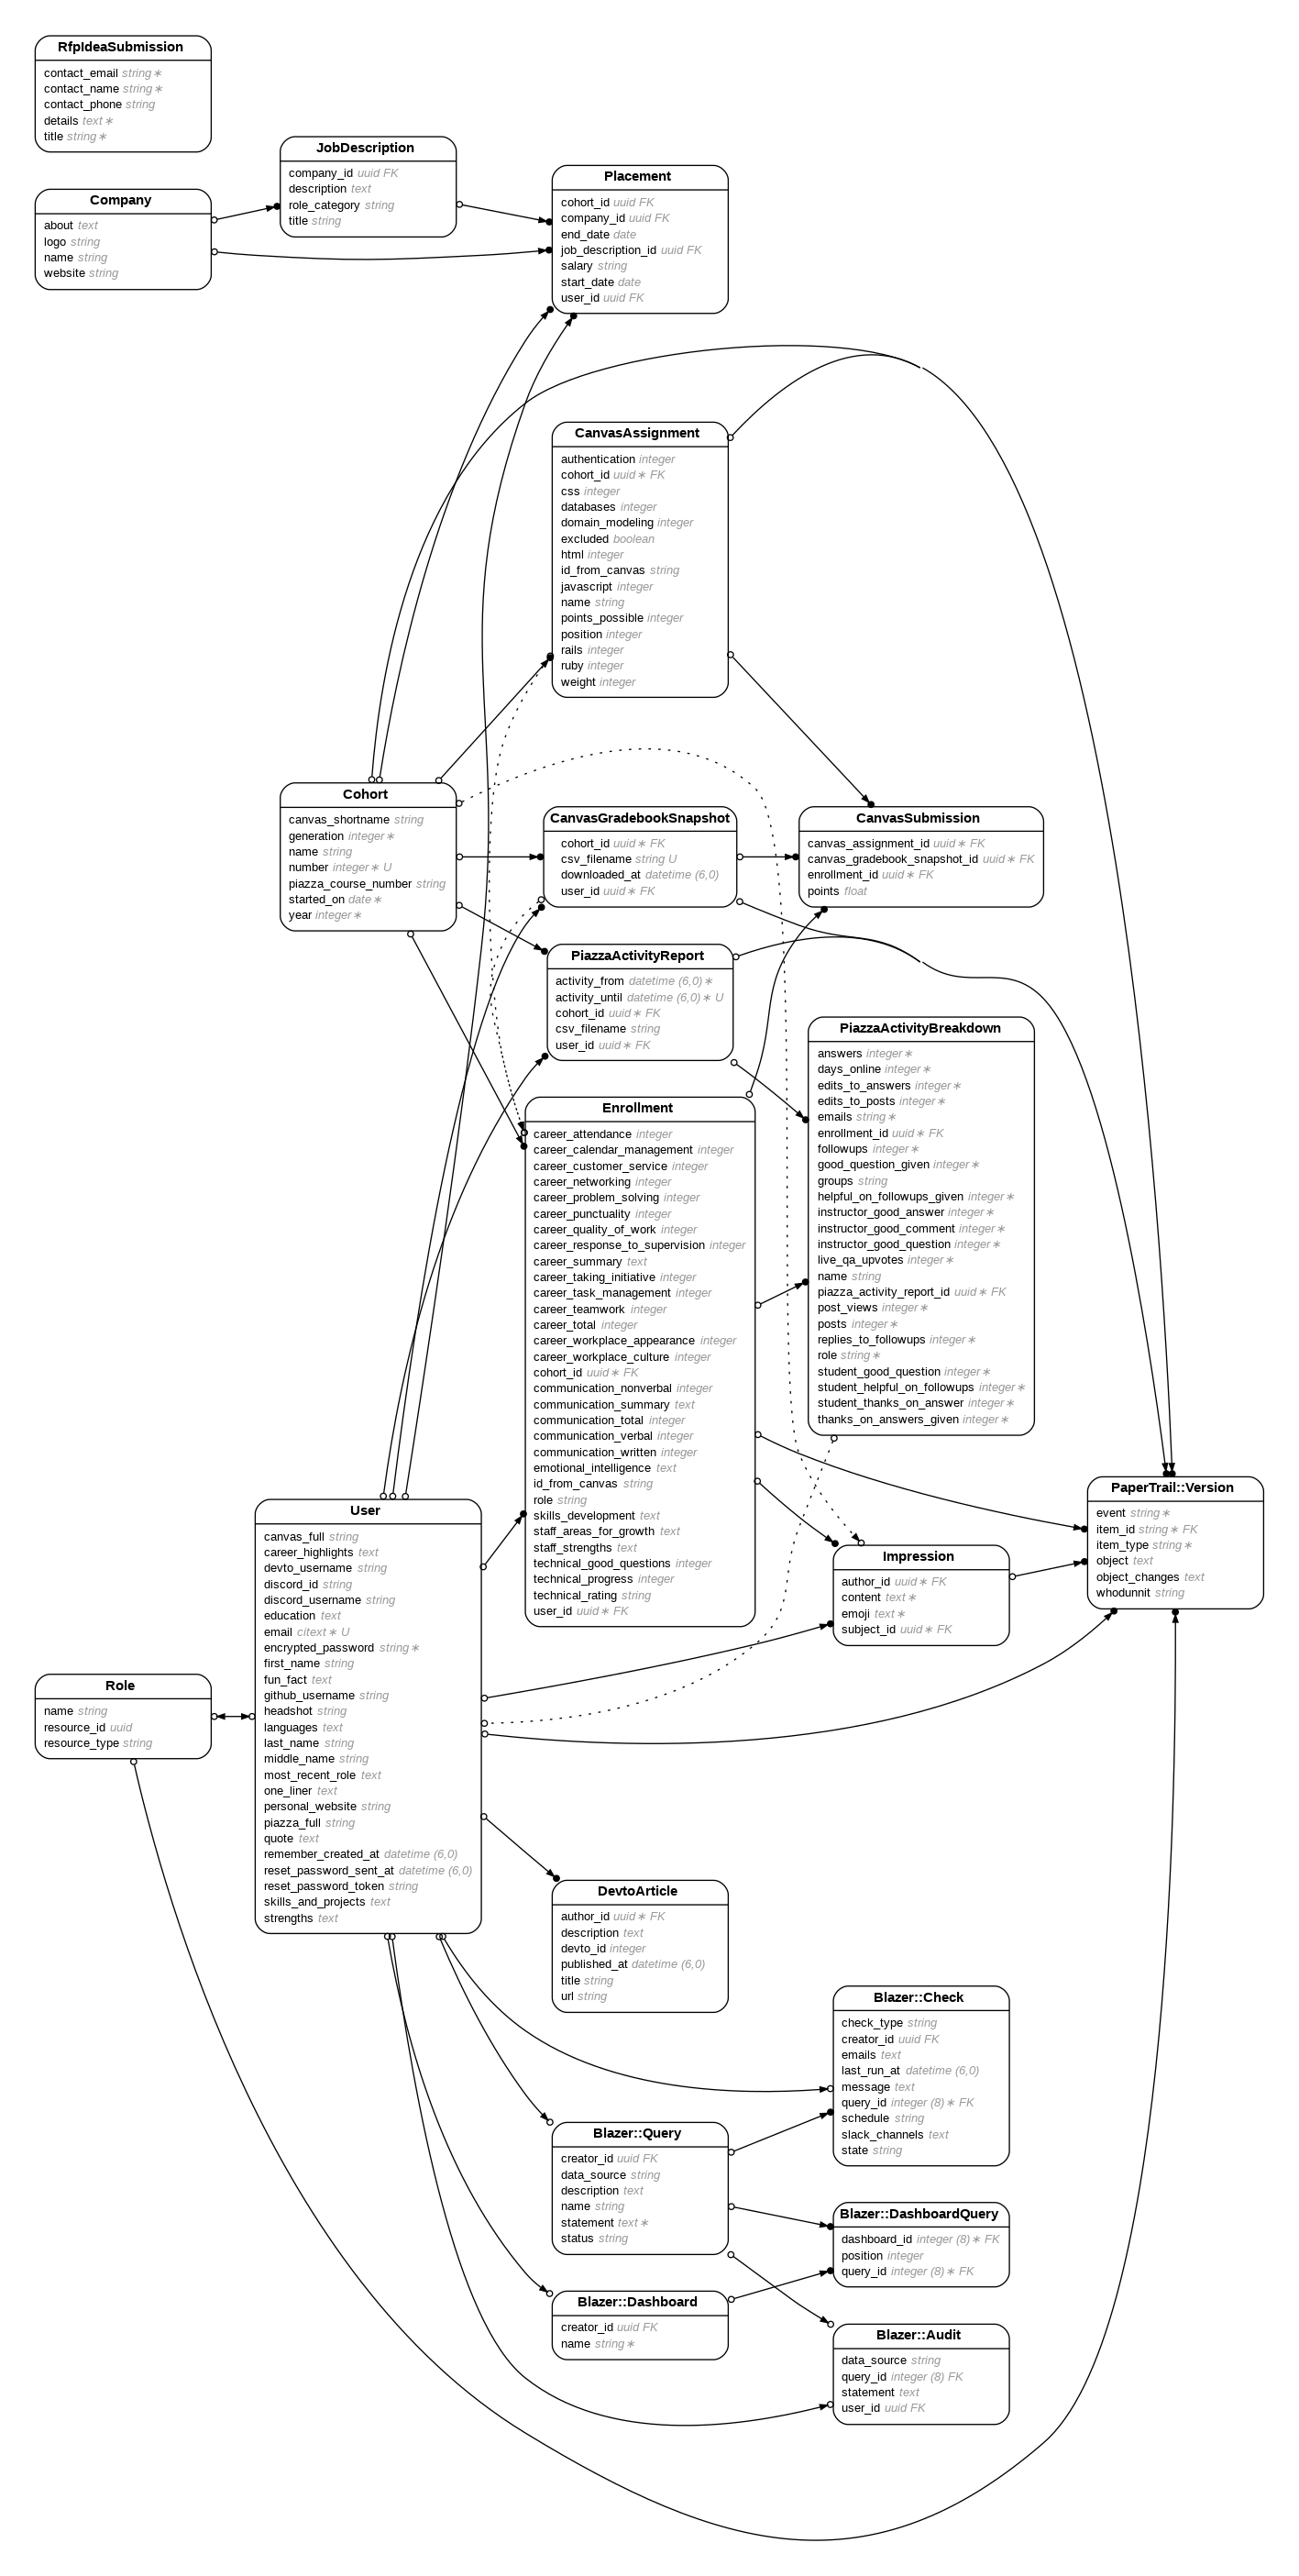 RfpIdeaSubmission
contact_email string ∗
contact_name string ∗
contact_phone string
details text ∗
title string ∗
Company
about text
logo string
name string
website string
JobDescription
company_id uuid FK
description text
role_category string
title string
Placement
cohort_id uuid FK
company_id uuid FK
end_date date
job_description_id uuid FK
salary string
start_date date
user_id uuid FK
CanvasAssignment
authentication integer
cohort_id uuid ∗ FK
css integer
databases integer
domain_modeling integer
excluded boolean
html integer
id_from_canvas string
javascript integer
name string
points_possible integer
position integer
rails integer
ruby integer
weight integer
Cohort
canvas_shortname string
generation integer ∗
name string
number integer ∗ U
piazza_course_number string
started_on date ∗
year integer ∗
CanvasGradebookSnapshot
cohort_id uuid ∗ FK
csv_filename string U
downloaded_at datetime (6,0)
user_id uuid ∗ FK
CanvasSubmission
canvas_assignment_id uuid ∗ FK
canvas_gradebook_snapshot_id uuid ∗ FK
enrollment_id uuid ∗ FK
points float
PiazzaActivityReport
activity_from datetime (6,0) ∗
activity_until datetime (6,0) ∗ U
cohort_id uuid ∗ FK
csv_filename string
user_id uuid ∗ FK
PiazzaActivityBreakdown
answers integer ∗
days_online integer ∗
edits_to_answers integer ∗
edits_to_posts integer ∗
emails string ∗
enrollment_id uuid ∗ FK
followups integer ∗
good_question_given integer ∗
groups string
helpful_on_followups_given integer ∗
instructor_good_answer integer ∗
instructor_good_comment integer ∗
instructor_good_question integer ∗
live_qa_upvotes integer ∗
name string
piazza_activity_report_id uuid ∗ FK
post_views integer ∗
posts integer ∗
replies_to_followups integer ∗
role string ∗
student_good_question integer ∗
student_helpful_on_followups integer ∗
student_thanks_on_answer integer ∗
thanks_on_answers_given integer ∗
Enrollment
career_attendance integer
career_calendar_management integer
career_customer_service integer
career_networking integer
career_problem_solving integer
career_punctuality integer
career_quality_of_work integer
career_response_to_supervision integer
career_summary text
career_taking_initiative integer
career_task_management integer
career_teamwork integer
career_total integer
career_workplace_appearance integer
career_workplace_culture integer
cohort_id uuid ∗ FK
communication_nonverbal integer
communication_summary text
communication_total integer
communication_verbal integer
communication_written integer
emotional_intelligence text
id_from_canvas string
role string
skills_development text
staff_areas_for_growth text
staff_strengths text
technical_good_questions integer
technical_progress integer
technical_rating string
user_id uuid ∗ FK
PaperTrail::Version
event string ∗
item_id string ∗ FK
item_type string ∗
object text
object_changes text
whodunnit string
Impression
author_id uuid ∗ FK
content text ∗
emoji text ∗
subject_id uuid ∗ FK
User
canvas_full string
career_highlights text
devto_username string
discord_id string
discord_username string
education text
email citext ∗ U
encrypted_password string ∗
first_name string
fun_fact text
github_username string
headshot string
languages text
last_name string
middle_name string
most_recent_role text
one_liner text
personal_website string
piazza_full string
quote text
remember_created_at datetime (6,0)
reset_password_sent_at datetime (6,0)
reset_password_token string
skills_and_projects text
strengths text
Role
name string
resource_id uuid
resource_type string
DevtoArticle
author_id uuid ∗ FK
description text
devto_id integer
published_at datetime (6,0)
title string
url string
Blazer::Check
check_type string
creator_id uuid FK
emails text
last_run_at datetime (6,0)
message text
query_id integer (8) ∗ FK
schedule string
slack_channels text
state string
Blazer::Query
creator_id uuid FK
data_source string
description text
name string
statement text ∗
status string
Blazer::DashboardQuery
dashboard_id integer (8) ∗ FK
position integer
query_id integer (8) ∗ FK
Blazer::Dashboard
creator_id uuid FK
name string ∗
Blazer::Audit
data_source string
query_id integer (8) FK
statement text
user_id uuid FK